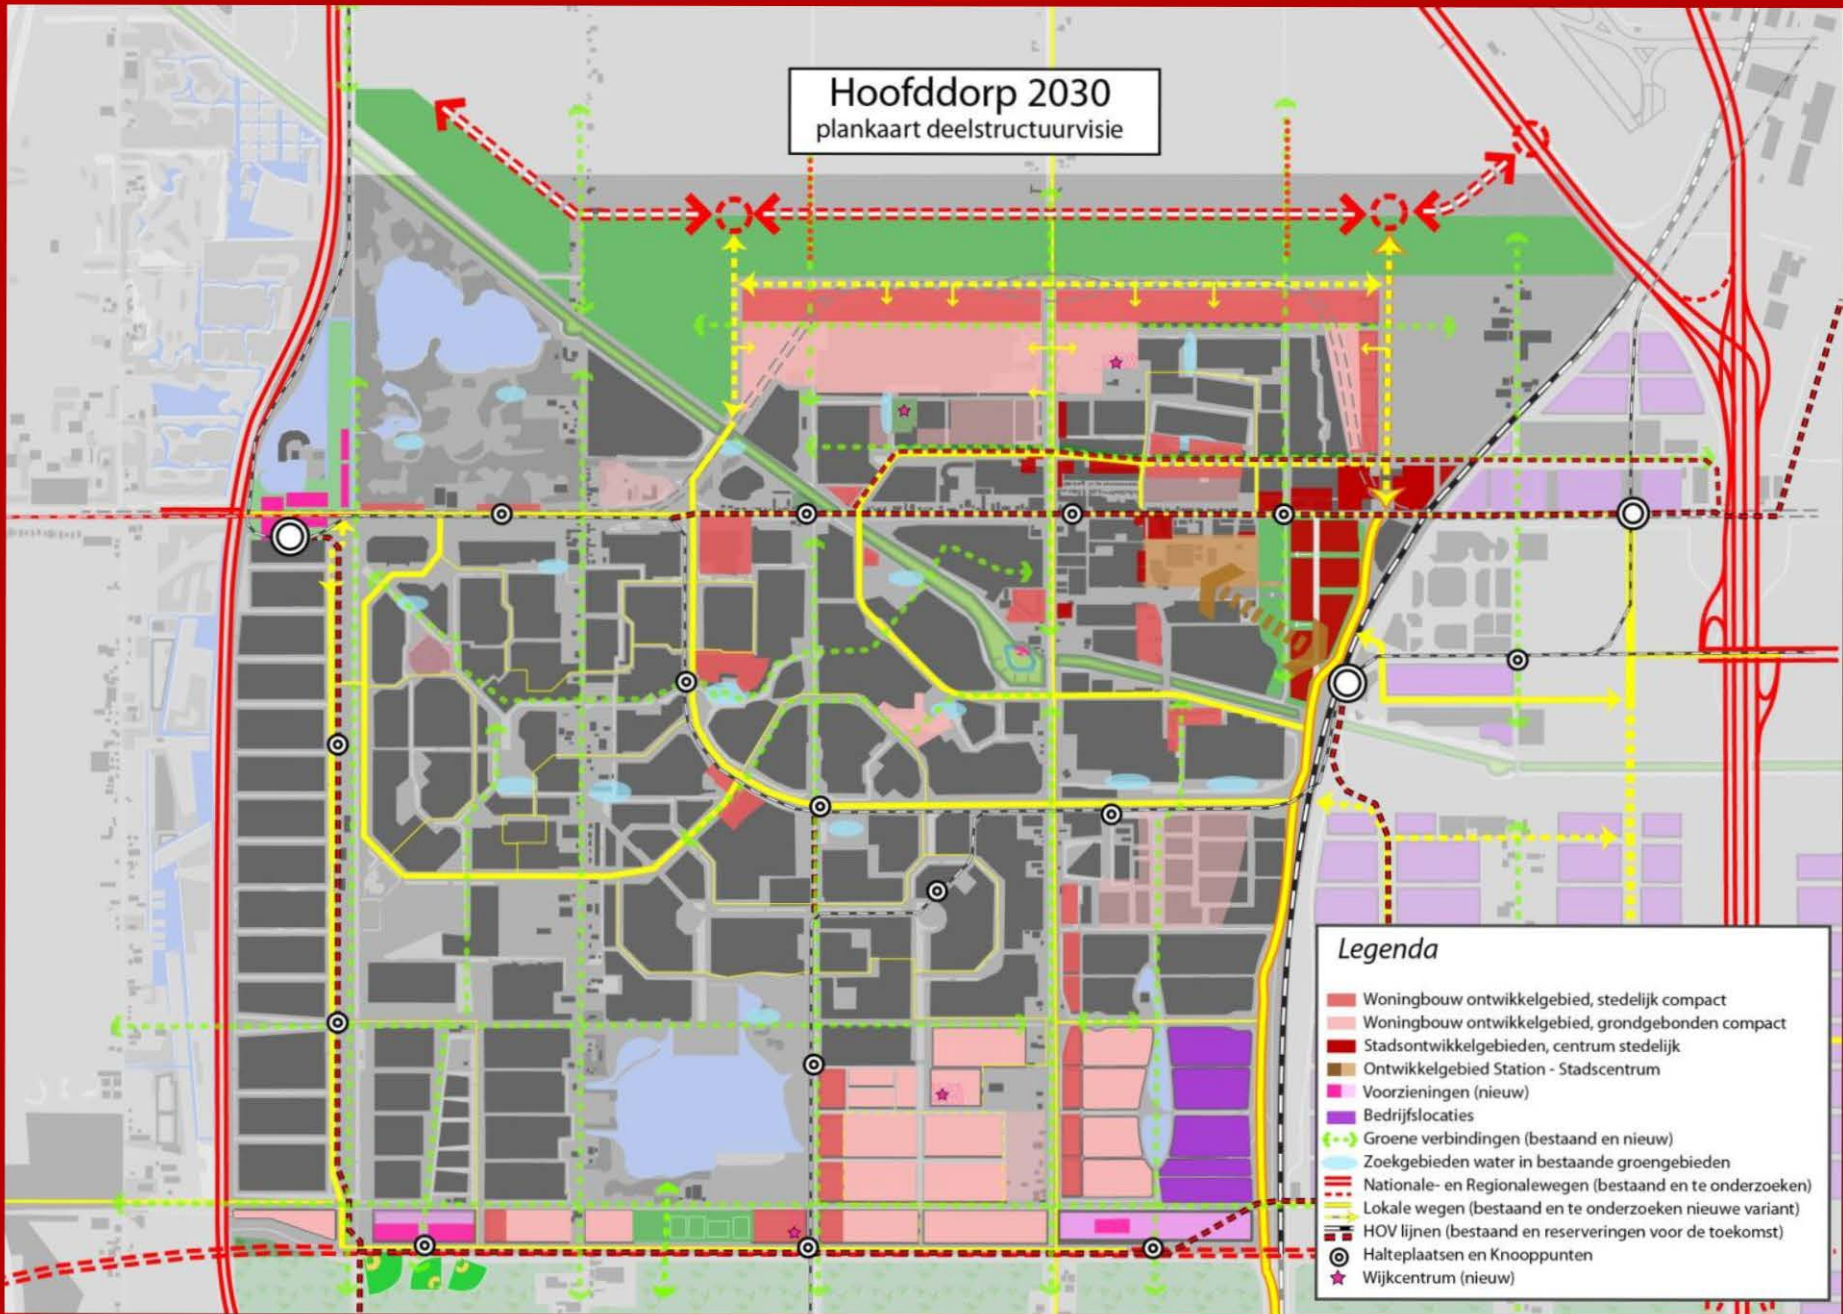 Hoofddorp 2030
plankaart deelstructuurvisie
Legenda
Woningbouw ontwikkelgebied, stedelijk compact
Woningbouw ontwikkelgebied, grondgebonden compact
Stadsontwikkelgebieden, centrum stedelijk
Ontwikkelgebied Station - Stadscentrum
Voorzieningen (nieuw)
Bedrijfslocaties
Groene verbindingen (bestaand en nieuw)
Zoekgebieden water in bestaande groengebieden
Nationale- en Regionalewegen (bestaand en te onderzoeken)
Lokale wegen (bestaand en te onderzoeken nieuwe variant)
HOV lijnen (bestaand en reserveringen voor de toekomst)
Halteplaatsen en Knooppunten
Wijkcentrum (nieuw)